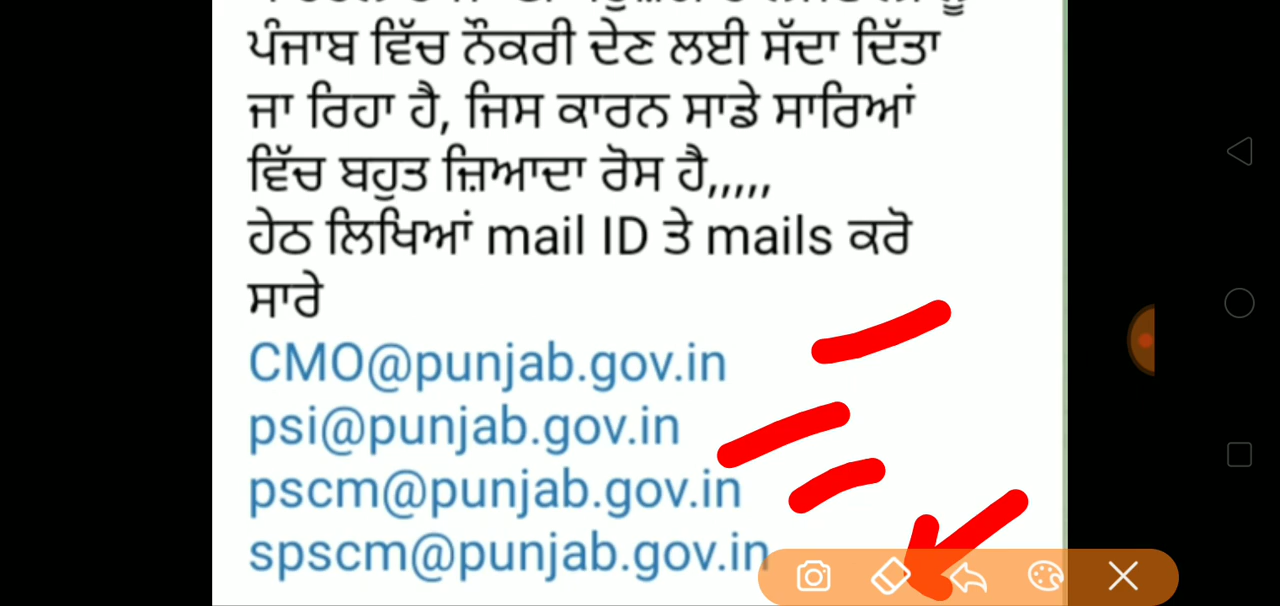 ਪੰਜਾਬ ਵਿੱਚ ਨੌਕਰੀ ਦੇਣ ਲਈ ਸੱਦਾ ਦਿੱਤਾ
ਜਾ ਰਿਹਾ ਹੈ, ਜਿਸ ਕਾਰਨ ਸਾਡੇ ਸਾਰਿਆਂ
ਵਿੱਚ ਬਹੁਤ ਜ਼ਿਆਦਾ ਰੋਸ ਹੈ,,,,,
ਹੇਠ ਲਿਖਿਆਂ mail ID ਤੇ mails ਕਰੋ
ਸਾਰੇ
CMO@punjab.gov.in
psi@punjab.gov.in
pscm@punjab.gov.in
spscm@punjab.gov.in